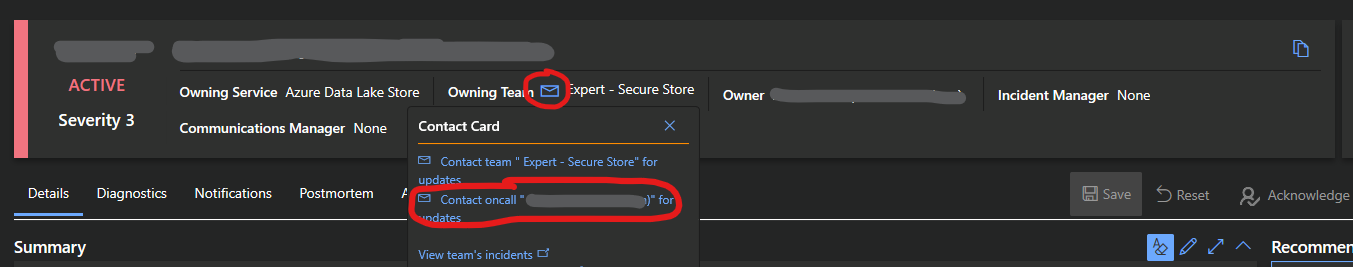 ACTIVE
Severity 3
Owning Service Azure Data Lake Store
Owning Team Expert - Secure Store
Owner
Incident Manager None
Communications Manager None
Contact Card
Contact team " Expert - Secure Store" for
updates
Contact oncall " )" for
updates
View team's incidents
Details Diagnostics Notifications Postmortem
Save Reset Acknowledge
Summary
Recommen